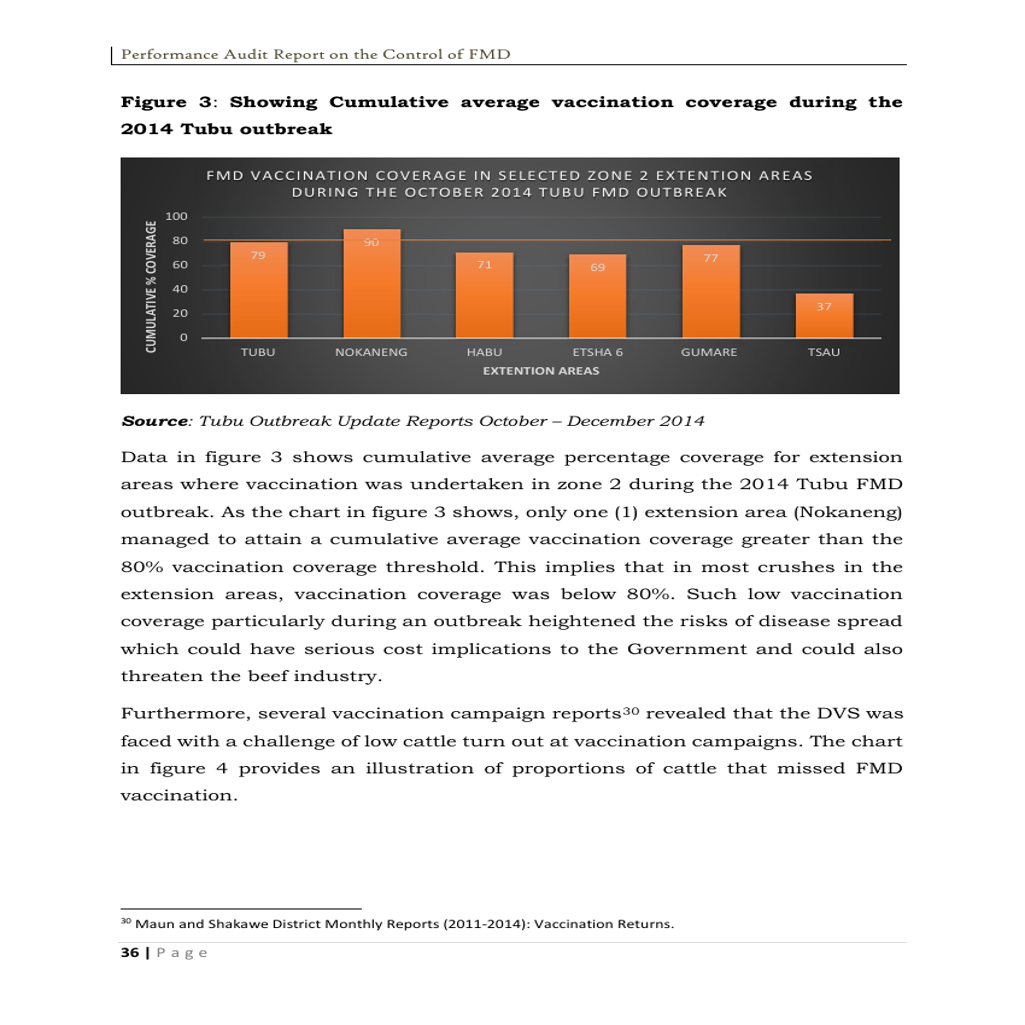 Performance Audit Report on the Control of FMD
Figure 3: Showing Cumulative average vaccination coverage during the
2014 Tubu outbreak
FMD VACCINATION COVERAGE IN SELECTED ZONE 2 EXTENTION AREAS
DURING THE OCTOBER 2014 TUBU FMD OUTBREAK
CUMULATIVE % COVERAGE
100
80
60
40
20
0
79
90
71
69
77
37
TUBU
NOKANENG
HABU
ETSHA 6
GUMARE
TSAU
EXTENTION AREAS
Source: Tubu Outbreak Update Reports October – December 2014
Data in figure 3 shows cumulative average percentage coverage for extension
areas where vaccination was undertaken in zone 2 during the 2014 Tubu FMD
outbreak. As the chart in figure 3 shows, only one (1) extension area (Nokaneng)
managed to attain a cumulative average vaccination coverage greater than the
80% vaccination coverage threshold. This implies that in most crushes in the
extension areas, vaccination coverage was below 80%. Such low vaccination
coverage particularly during an outbreak heightened the risks of disease spread
which could have serious cost implications to the Government and could also
threaten the beef industry.
Furthermore, several vaccination campaign reports30 revealed that the DVS was
faced with a challenge of low cattle turn out at vaccination campaigns. The chart
in figure 4 provides an illustration of proportions of cattle that missed FMD
vaccination.
30 Maun and Shakawe District Monthly Reports (2011-2014): Vaccination Returns.
36 | Page